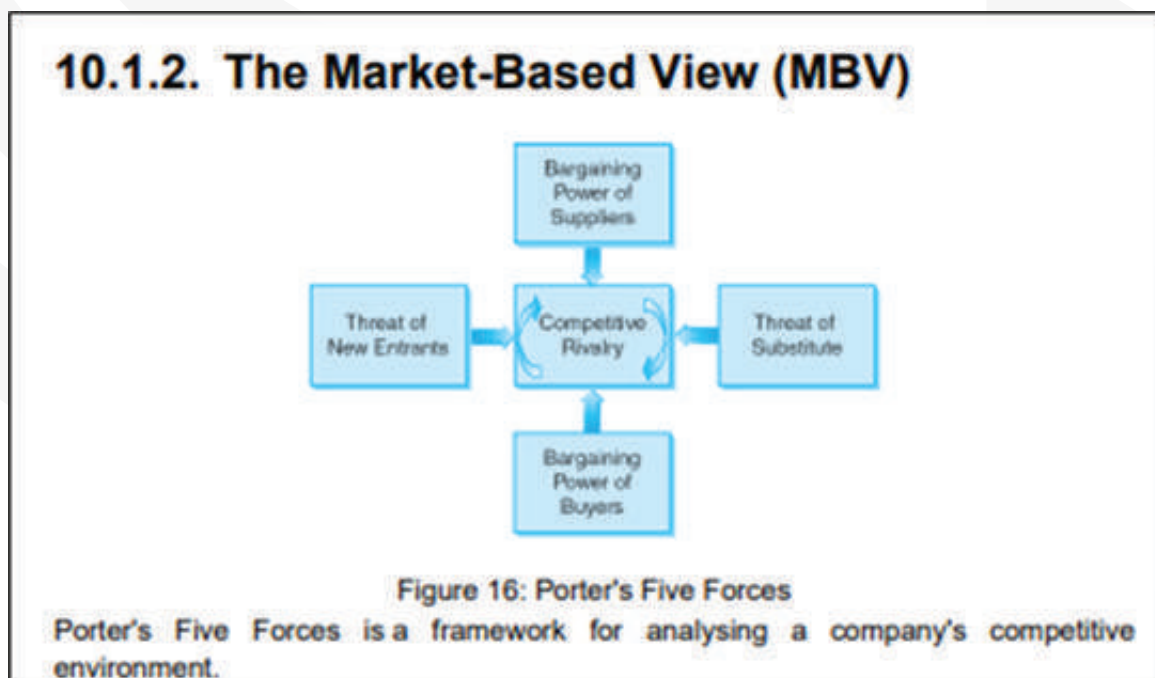 10.1.2. The Market-Based View (MBV)
Bargaining
Power of
Suppliers
Threat of
New Entrants
Competitive
Rivalry
Threat of
Substitute
Bargaining
Power of
Buyers
Figure 16: Porter's Five Forces
Porter's Five Forces is a framework for analysing a company's competitive
environment.